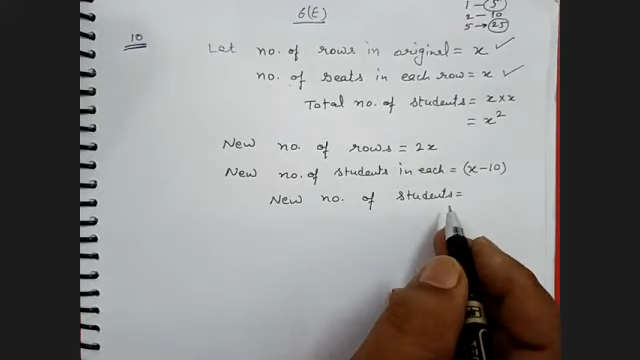 6(E)
1 - 5
2 - 10
5 → 25
10
Let no. of rows in original = x ✓
no. of seats in each row = x ✓
Total no. of students = x × x
= x²
New no. of rows = 2x
New no. of students in each = (x-10)
New no. of students =